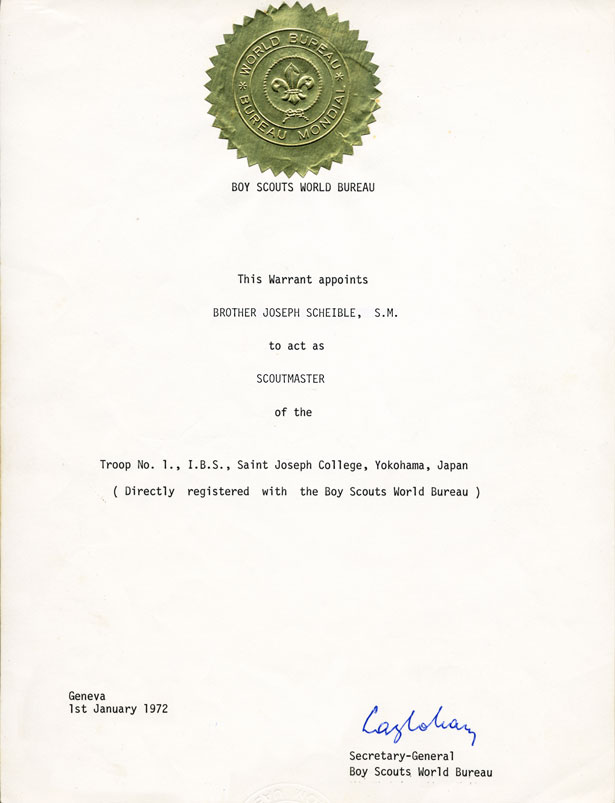 * WORLD BUREAU *
BUREAU MONDIAL
BOY SCOUTS WORLD BUREAU
This Warrant appoints
BROTHER JOSEPH SCHEIBLE, S.M.
to act as
SCOUTMASTER
of the
Troop No. 1., I.B.S., Saint Joseph College, Yokohama, Japan
( Directly registered with the Boy Scouts World Bureau )
Geneva
1st January 1972
Secretary-General
Boy Scouts World Bureau